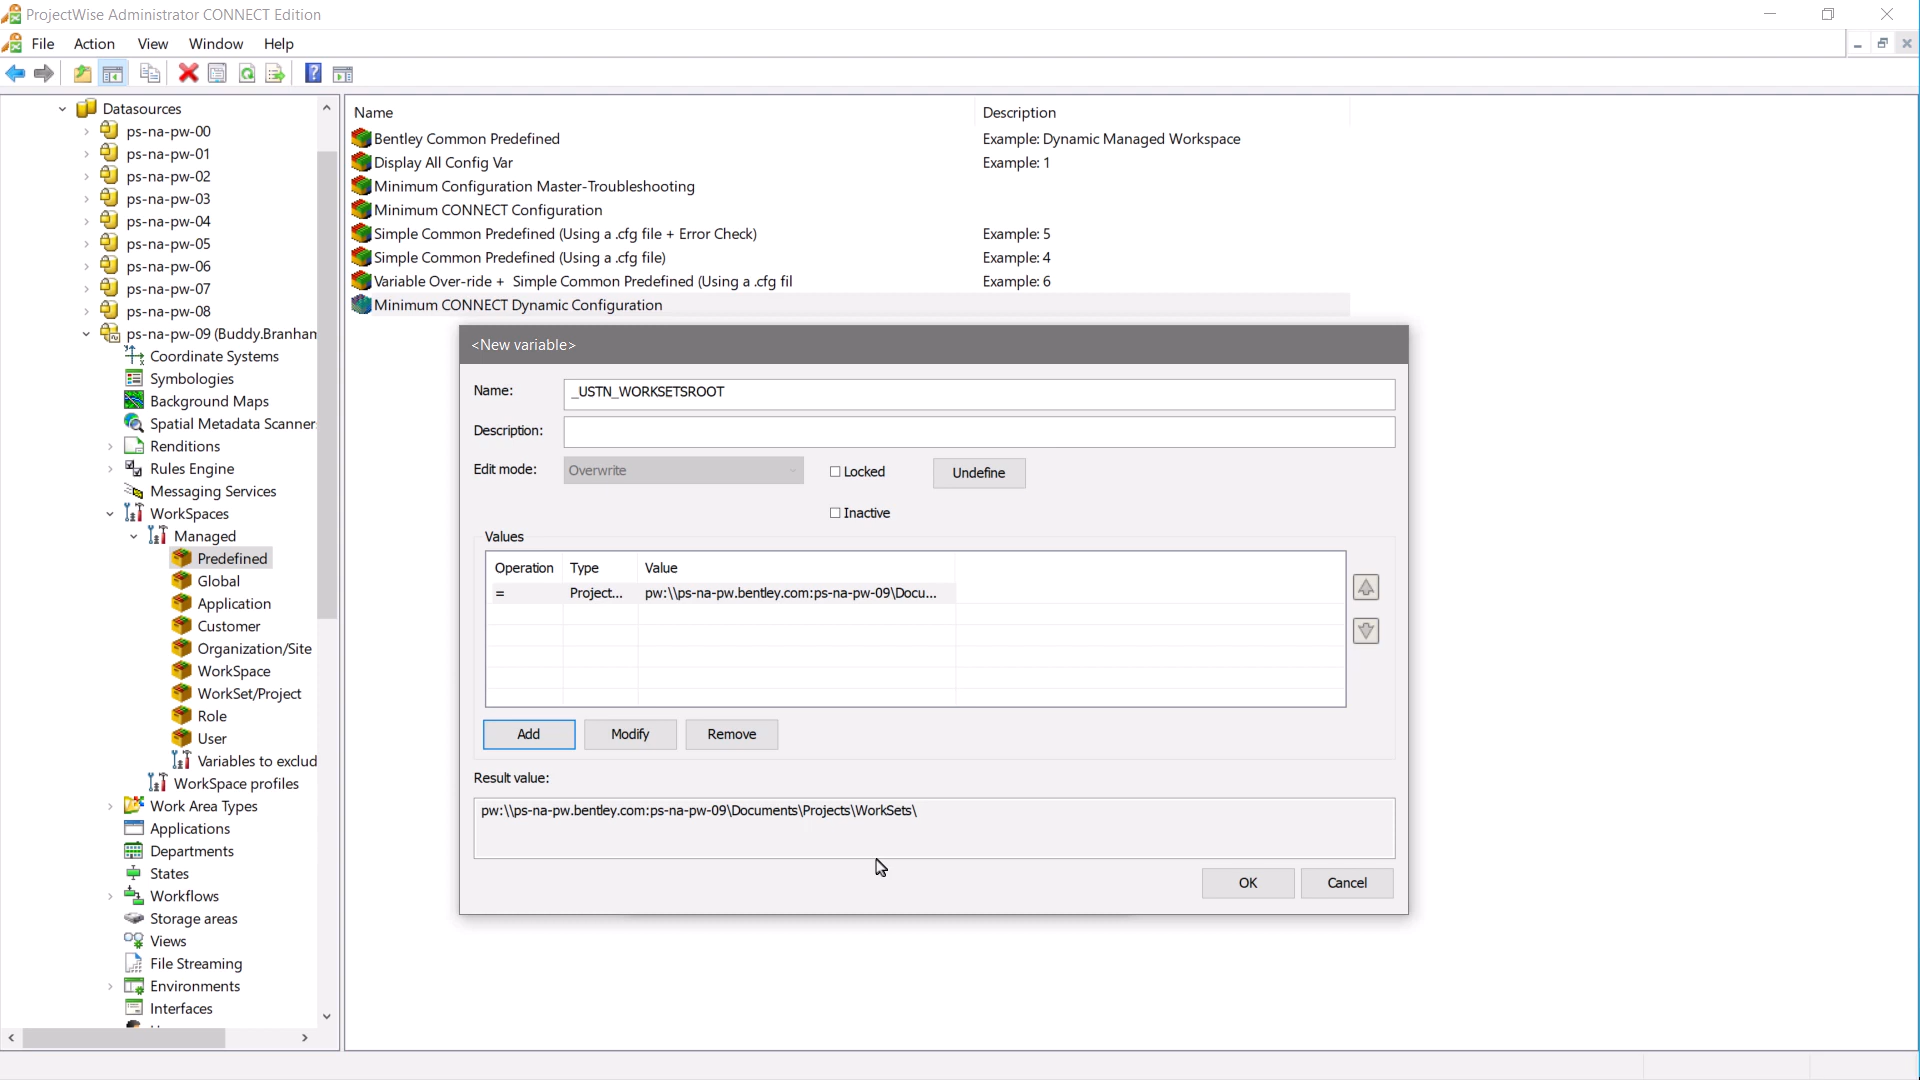 ProjectWise Administrator CONNECT Edition
File Action View Window Help
Datasources
ps-na-pw-00
ps-na-pw-01
ps-na-pw-02
ps-na-pw-03
ps-na-pw-04
ps-na-pw-05
ps-na-pw-06
ps-na-pw-07
ps-na-pw-08
ps-na-pw-09 (Buddy.Branham
Coordinate Systems
Symbologies
Background Maps
Spatial Metadata Scanner
Renditions
Rules Engine
Messaging Services
WorkSpaces
Managed
Predefined
Global
Application
Customer
Organization/Site
WorkSpace
WorkSet/Project
Role
User
Variables to exclud
WorkSpace profiles
Work Area Types
Applications
Departments
States
Workflows
Storage areas
Views
File Streaming
Environments
Interfaces
Name Description
Bentley Common Predefined Example: Dynamic Managed Workspace
Display All Config Var Example: 1
Minimum Configuration Master-Troubleshooting
Minimum CONNECT Configuration
Simple Common Predefined (Using a .cfg file + Error Check) Example: 5
Simple Common Predefined (Using a .cfg file) Example: 4
Variable Over-ride + Simple Common Predefined (Using a .cfg fil Example: 6
Minimum CONNECT Dynamic Configuration
<New variable>
Name: _USTN_WORKSETSROOT
Description:
Edit mode: Overwrite Locked Undefine
Inactive
Values
Operation Type Value
= Project... pw:\\ps-na-pw.bentley.com:ps-na-pw-09\Docu...
Add Modify Remove
Result value:
pw:\\ps-na-pw.bentley.com:ps-na-pw-09\Documents\Projects\WorkSets\
OK Cancel